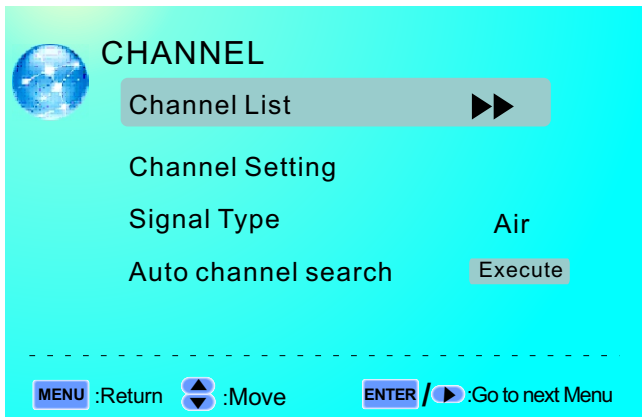 CHANNEL
Channel List
Channel Setting
Signal Type Air
Auto channel search Execute
MENU :Return :Move ENTER / :Go to next Menu